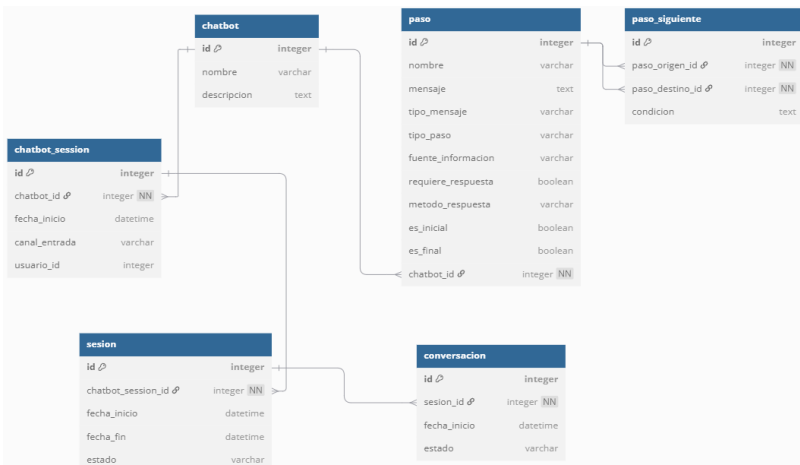 chatbot
id integer
nombre varchar
descripcion text
paso
id integer
nombre varchar
mensaje text
tipo_mensaje varchar
tipo_paso varchar
fuente_informacion varchar
requiere_respuesta boolean
metodo_respuesta varchar
es_inicial boolean
es_final boolean
chatbot_id integer NN
paso_siguiente
id integer
paso_origen_id integer NN
paso_destino_id integer NN
condicion text
chatbot_session
id integer
chatbot_id integer NN
fecha_inicio datetime
canal_entrada varchar
usuario_id integer
sesion
id integer
chatbot_session_id integer NN
fecha_inicio datetime
fecha_fin datetime
estado varchar
conversacion
id integer
sesion_id integer NN
fecha_inicio datetime
estado varchar